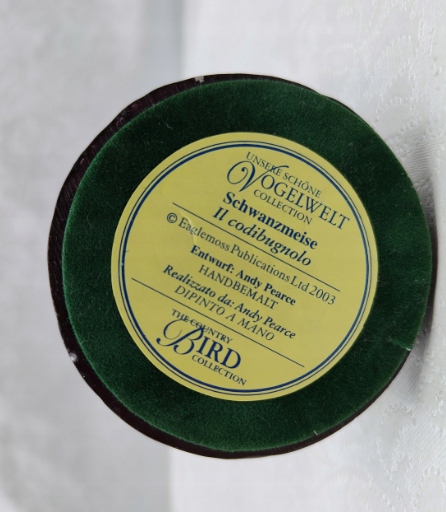 UNSERE SCHÖNE
VOGELWELT
COLLECTION
Schwanzmeise
Il codibugnolo
© Eaglemoss Publications Ltd 2003
Entwurf: Andy Pearce
HANDBEMALT
Realizzato da: Andy Pearce
DIPINTO A MANO
THE COUNTRY
BIRD
COLLECTION